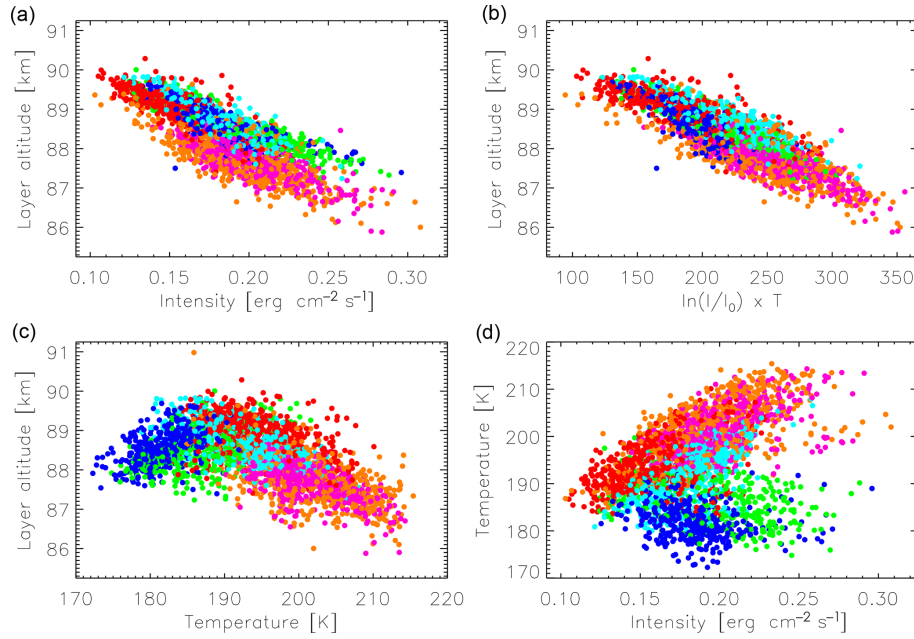 (a)
91
90
89
88
87
86
Layer altitude [km]
0.10 0.15 0.20 0.25 0.30
Intensity [erg cm⁻² s⁻¹]
(b)
91
90
89
88
87
86
Layer altitude [km]
100 150 200 250 300 350
ln(I/I₀) x T
(c)
91
90
89
88
87
86
Layer altitude [km]
170 180 190 200 210 220
Temperature [K]
(d)
220
210
200
190
180
170
Temperature [K]
0.10 0.15 0.20 0.25 0.30
Intensity [erg cm⁻² s⁻¹]